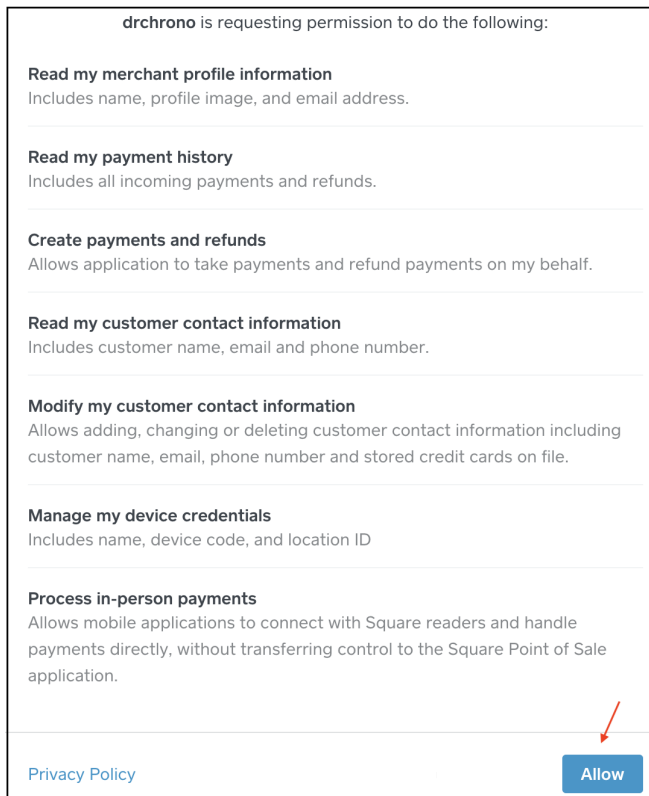 drchrono is requesting permission to do the following:
Read my merchant profile information
Includes name, profile image, and email address.
Read my payment history
Includes all incoming payments and refunds.
Create payments and refunds
Allows application to take payments and refund payments on my behalf.
Read my customer contact information
Includes customer name, email and phone number.
Modify my customer contact information
Allows adding, changing or deleting customer contact information including
customer name, email, phone number and stored credit cards on file.
Manage my device credentials
Includes name, device code, and location ID
Process in-person payments
Allows mobile applications to connect with Square readers and handle
payments directly, without transferring control to the Square Point of Sale
application.
Privacy Policy
Allow